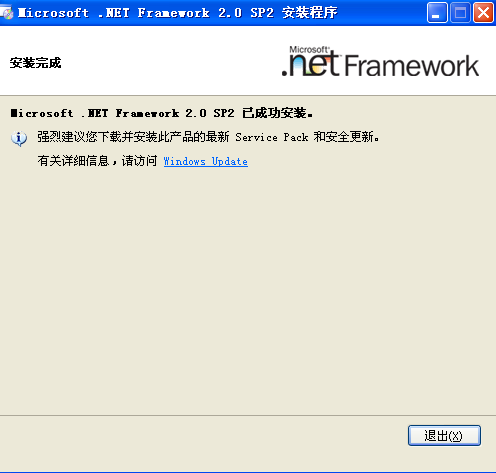 Microsoft .NET Framework 2.0 SP2 安装程序
安装完成
Microsoft
.net Framework
Microsoft .NET Framework 2.0 SP2 已成功安装。
强烈建议您下载并安装此产品的最新 Service Pack 和安全更新。
有关详细信息，请访问 Windows Update
退出(X)